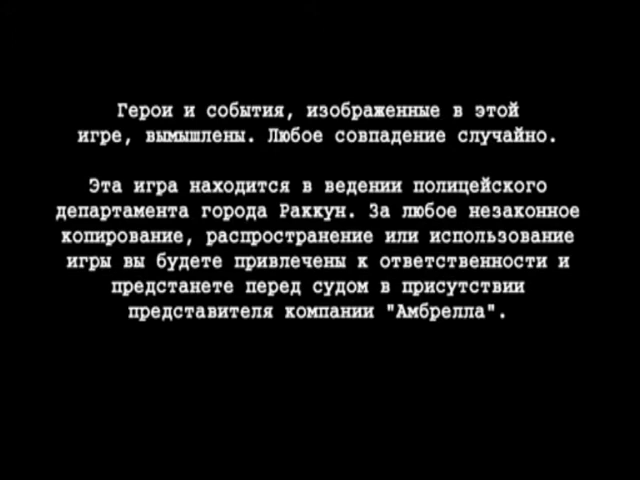 Герои и события, изображенные в этой
игре, вымышлены. Любое совпадение случайно.
Эта игра находится в ведении полицейского
департамента города Раккун. За любое незаконное
копирование, распространение или использование
игры вы будете привлечены к ответственности и
предстанете перед судом в присутствии
представителя компании "Амбрелла".